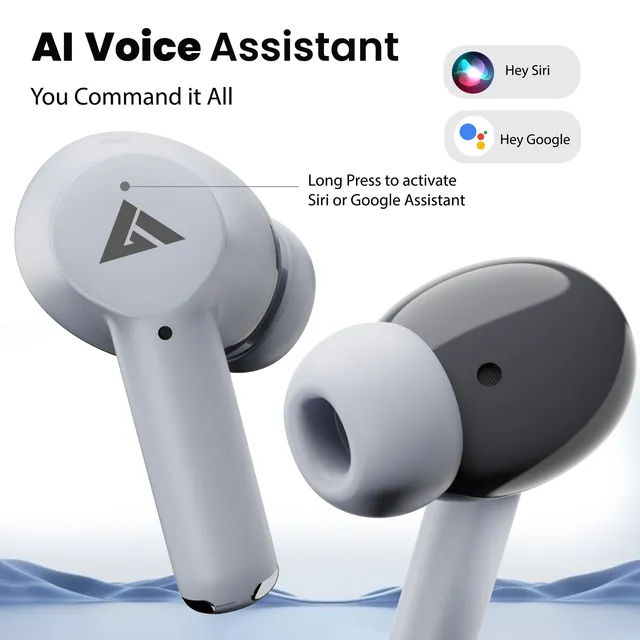 AI Voice Assistant
You Command it All
Hey Siri
Hey Google
Long Press to activate
Siri or Google Assistant